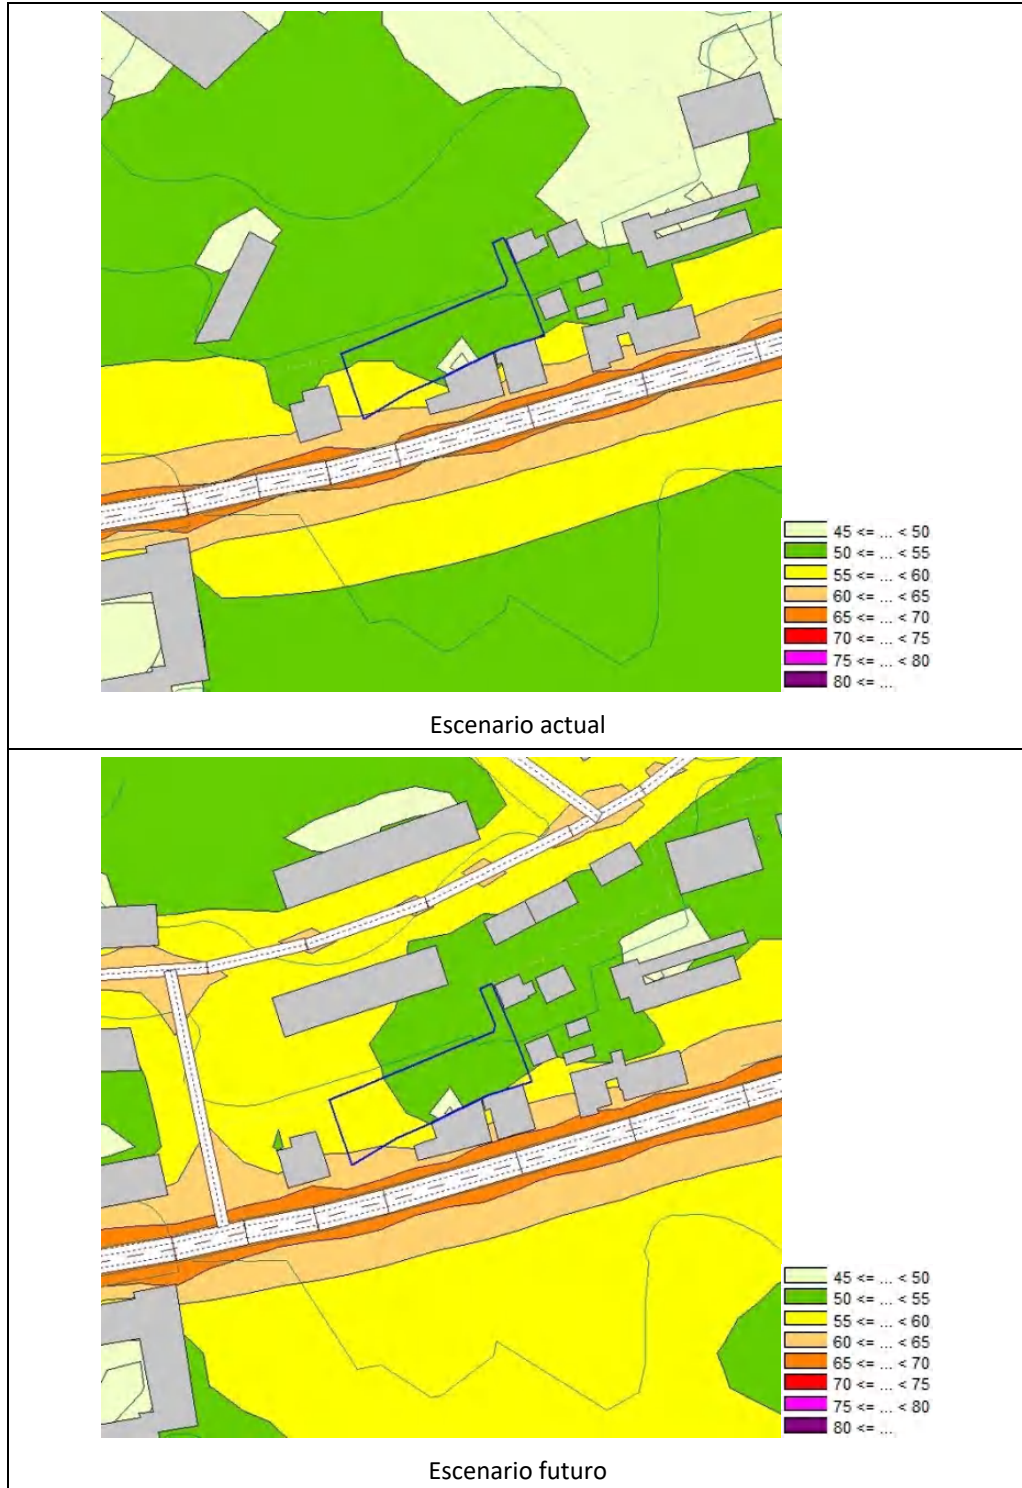 45 <= ... < 50
50 <= ... < 55
55 <= ... < 60
60 <= ... < 65
65 <= ... < 70
70 <= ... < 75
75 <= ... < 80
80 <= ...
Escenario actual
45 <= ... < 50
50 <= ... < 55
55 <= ... < 60
60 <= ... < 65
65 <= ... < 70
70 <= ... < 75
75 <= ... < 80
80 <= ...
Escenario futuro